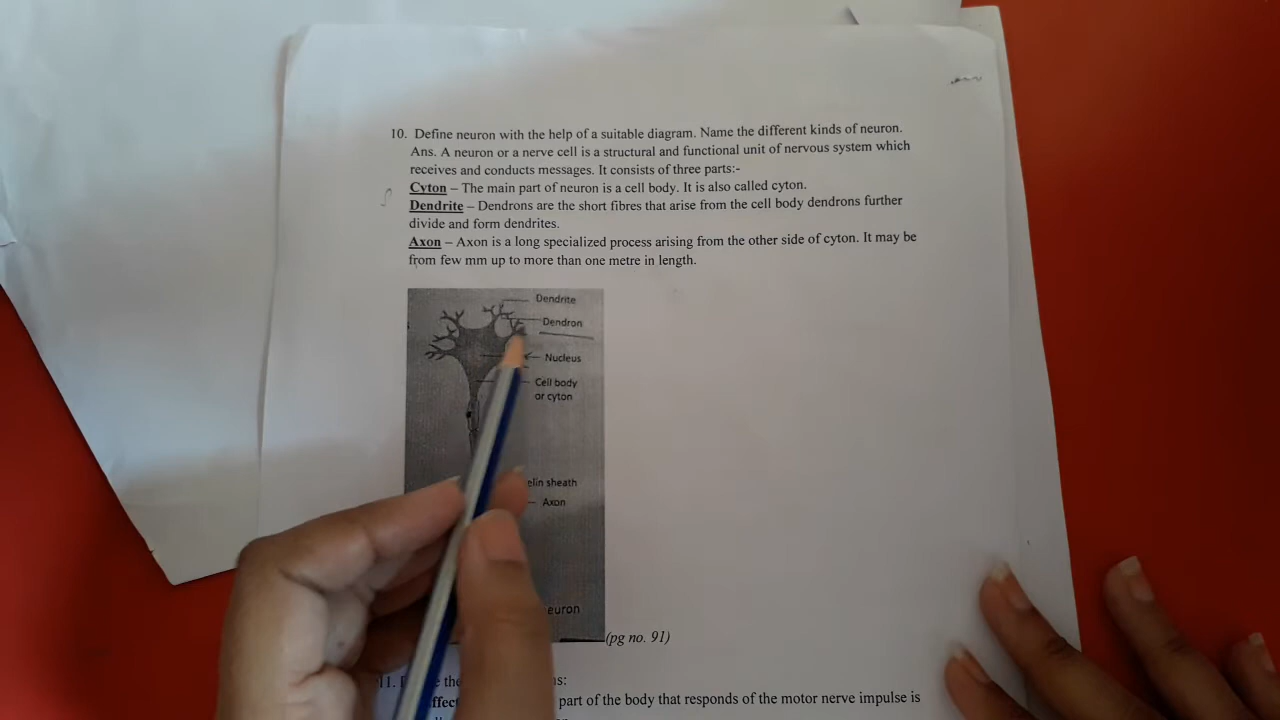 10. Define neuron with the help of a suitable diagram. Name the different kinds of neuron.
Ans. A neuron or a nerve cell is a structural and functional unit of nervous system which
receives and conducts messages. It consists of three parts:-
Cyton – The main part of neuron is a cell body. It is also called cyton.
Dendrite – Dendrons are the short fibres that arise from the cell body dendrons further
divide and form dendrites.
Axon – Axon is a long specialized process arising from the other side of cyton. It may be
from few mm up to more than one metre in length.
Dendrite
Dendron
Nucleus
Cell body
or cyton
elin sheath
Axon
euron
(pg no. 91)
11. the
part of the body that responds of the motor nerve impulse is